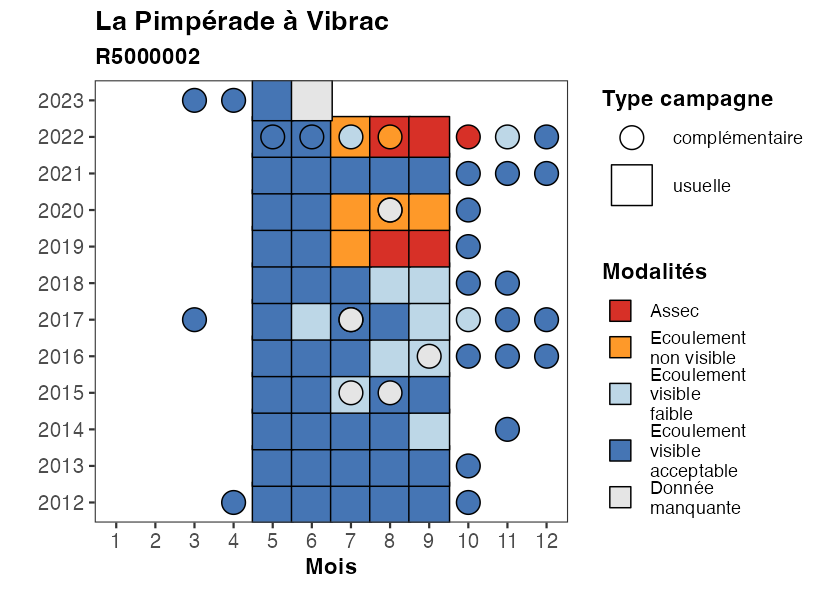 La Pimpérade à Vibrac
R5000002
2023
2022
2021
2020
2019
2018
2017
2016
2015
2014
2013
2012
1 2 3 4 5 6 7 8 9 10 11 12
Mois
Type campagne
complémentaire
usuelle
Modalités
Assec
Ecoulement
non visible
Ecoulement
visible
faible
Ecoulement
visible
acceptable
Donnée
manquante